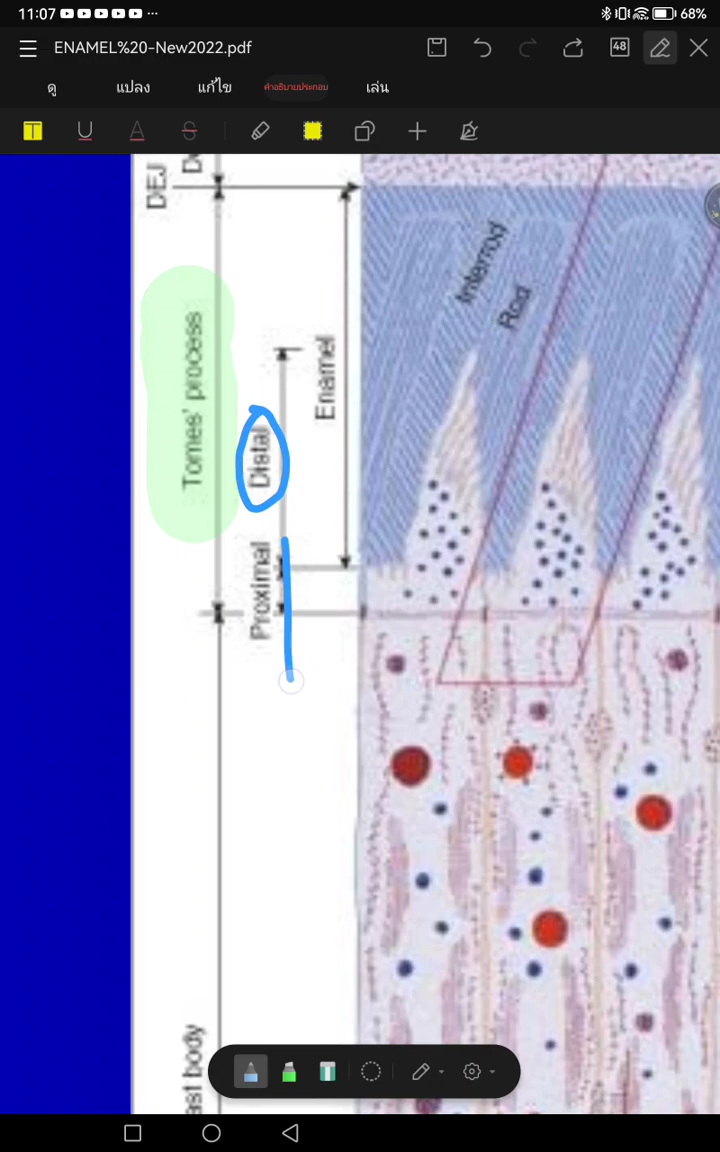 11:07
68%
ENAMEL%20-New2022.pdf
48
ดู แปลง แก้ไข คำอธิบายประกอบ เล่น
T U A S
DEJ
Tomes' process
Distal
Proximal
Enamel
Interrod
Rod
body